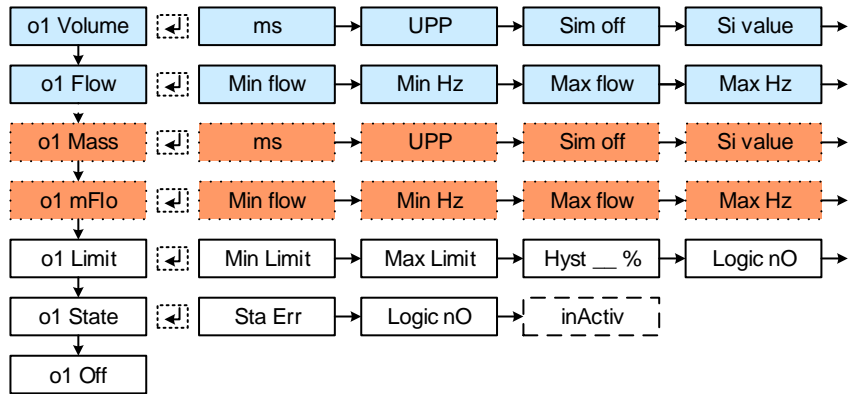 o1 Volume ms UPP Sim off Si value
o1 Flow Min flow Min Hz Max flow Max Hz
o1 Mass ms UPP Sim off Si value
o1 mFlo Min flow Min Hz Max flow Max Hz
o1 Limit Min Limit Max Limit Hyst __ % Logic nO
o1 State Sta Err Logic nO inActiv
o1 Off